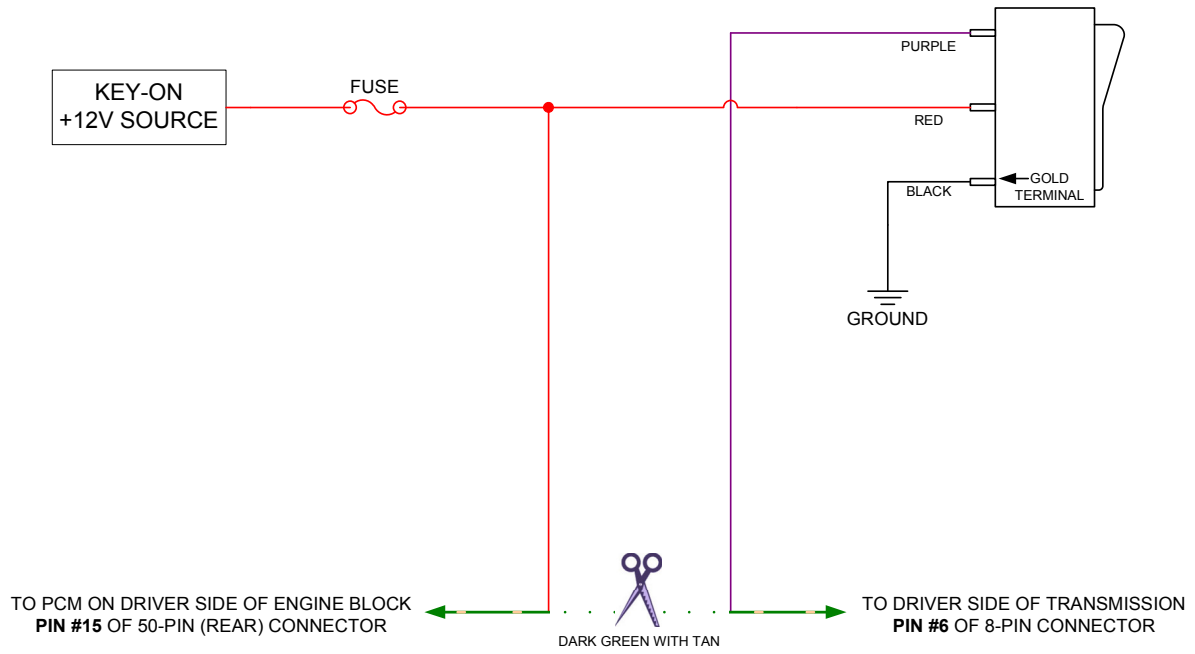 PURPLE
KEY-ON
+12V SOURCE
FUSE
RED
BLACK
GOLD
TERMINAL
GROUND
TO PCM ON DRIVER SIDE OF ENGINE BLOCK
PIN #15 OF 50-PIN (REAR) CONNECTOR
DARK GREEN WITH TAN
TO DRIVER SIDE OF TRANSMISSION
PIN #6 OF 8-PIN CONNECTOR